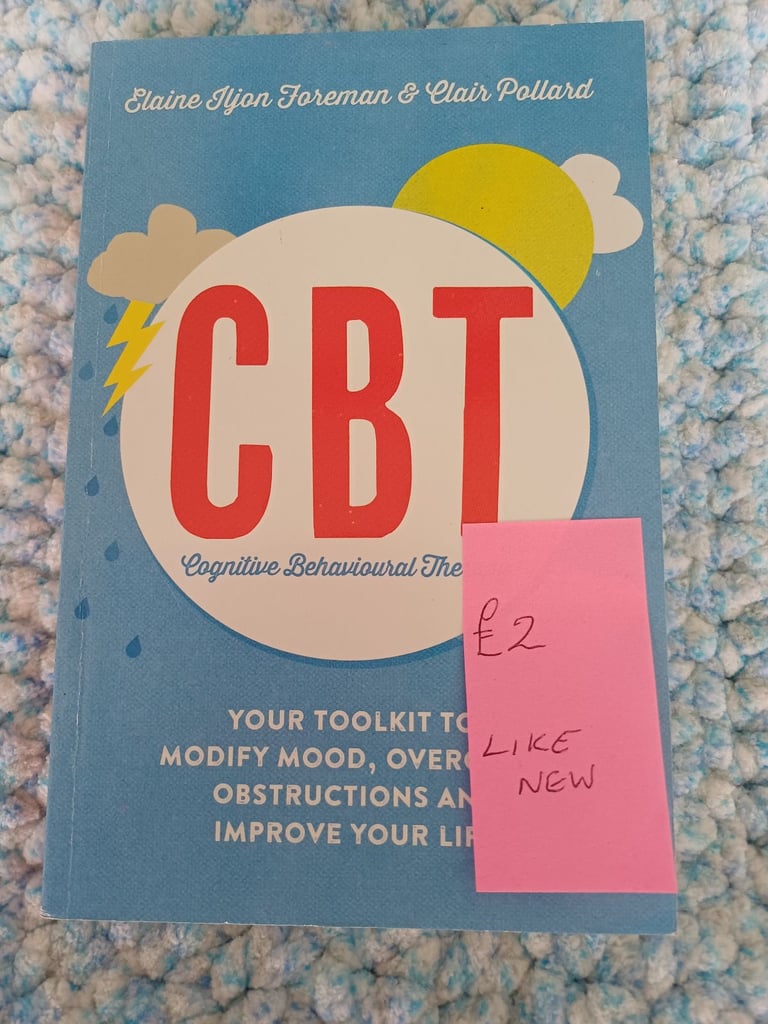 Elaine Iljon Foreman & Clair Pollard
CBT
Cognitive Behavioural The
YOUR TOOLKIT TO
MODIFY MOOD, OVERC
OBSTRUCTIONS AN
IMPROVE YOUR LIF
£2
LIKE
NEW